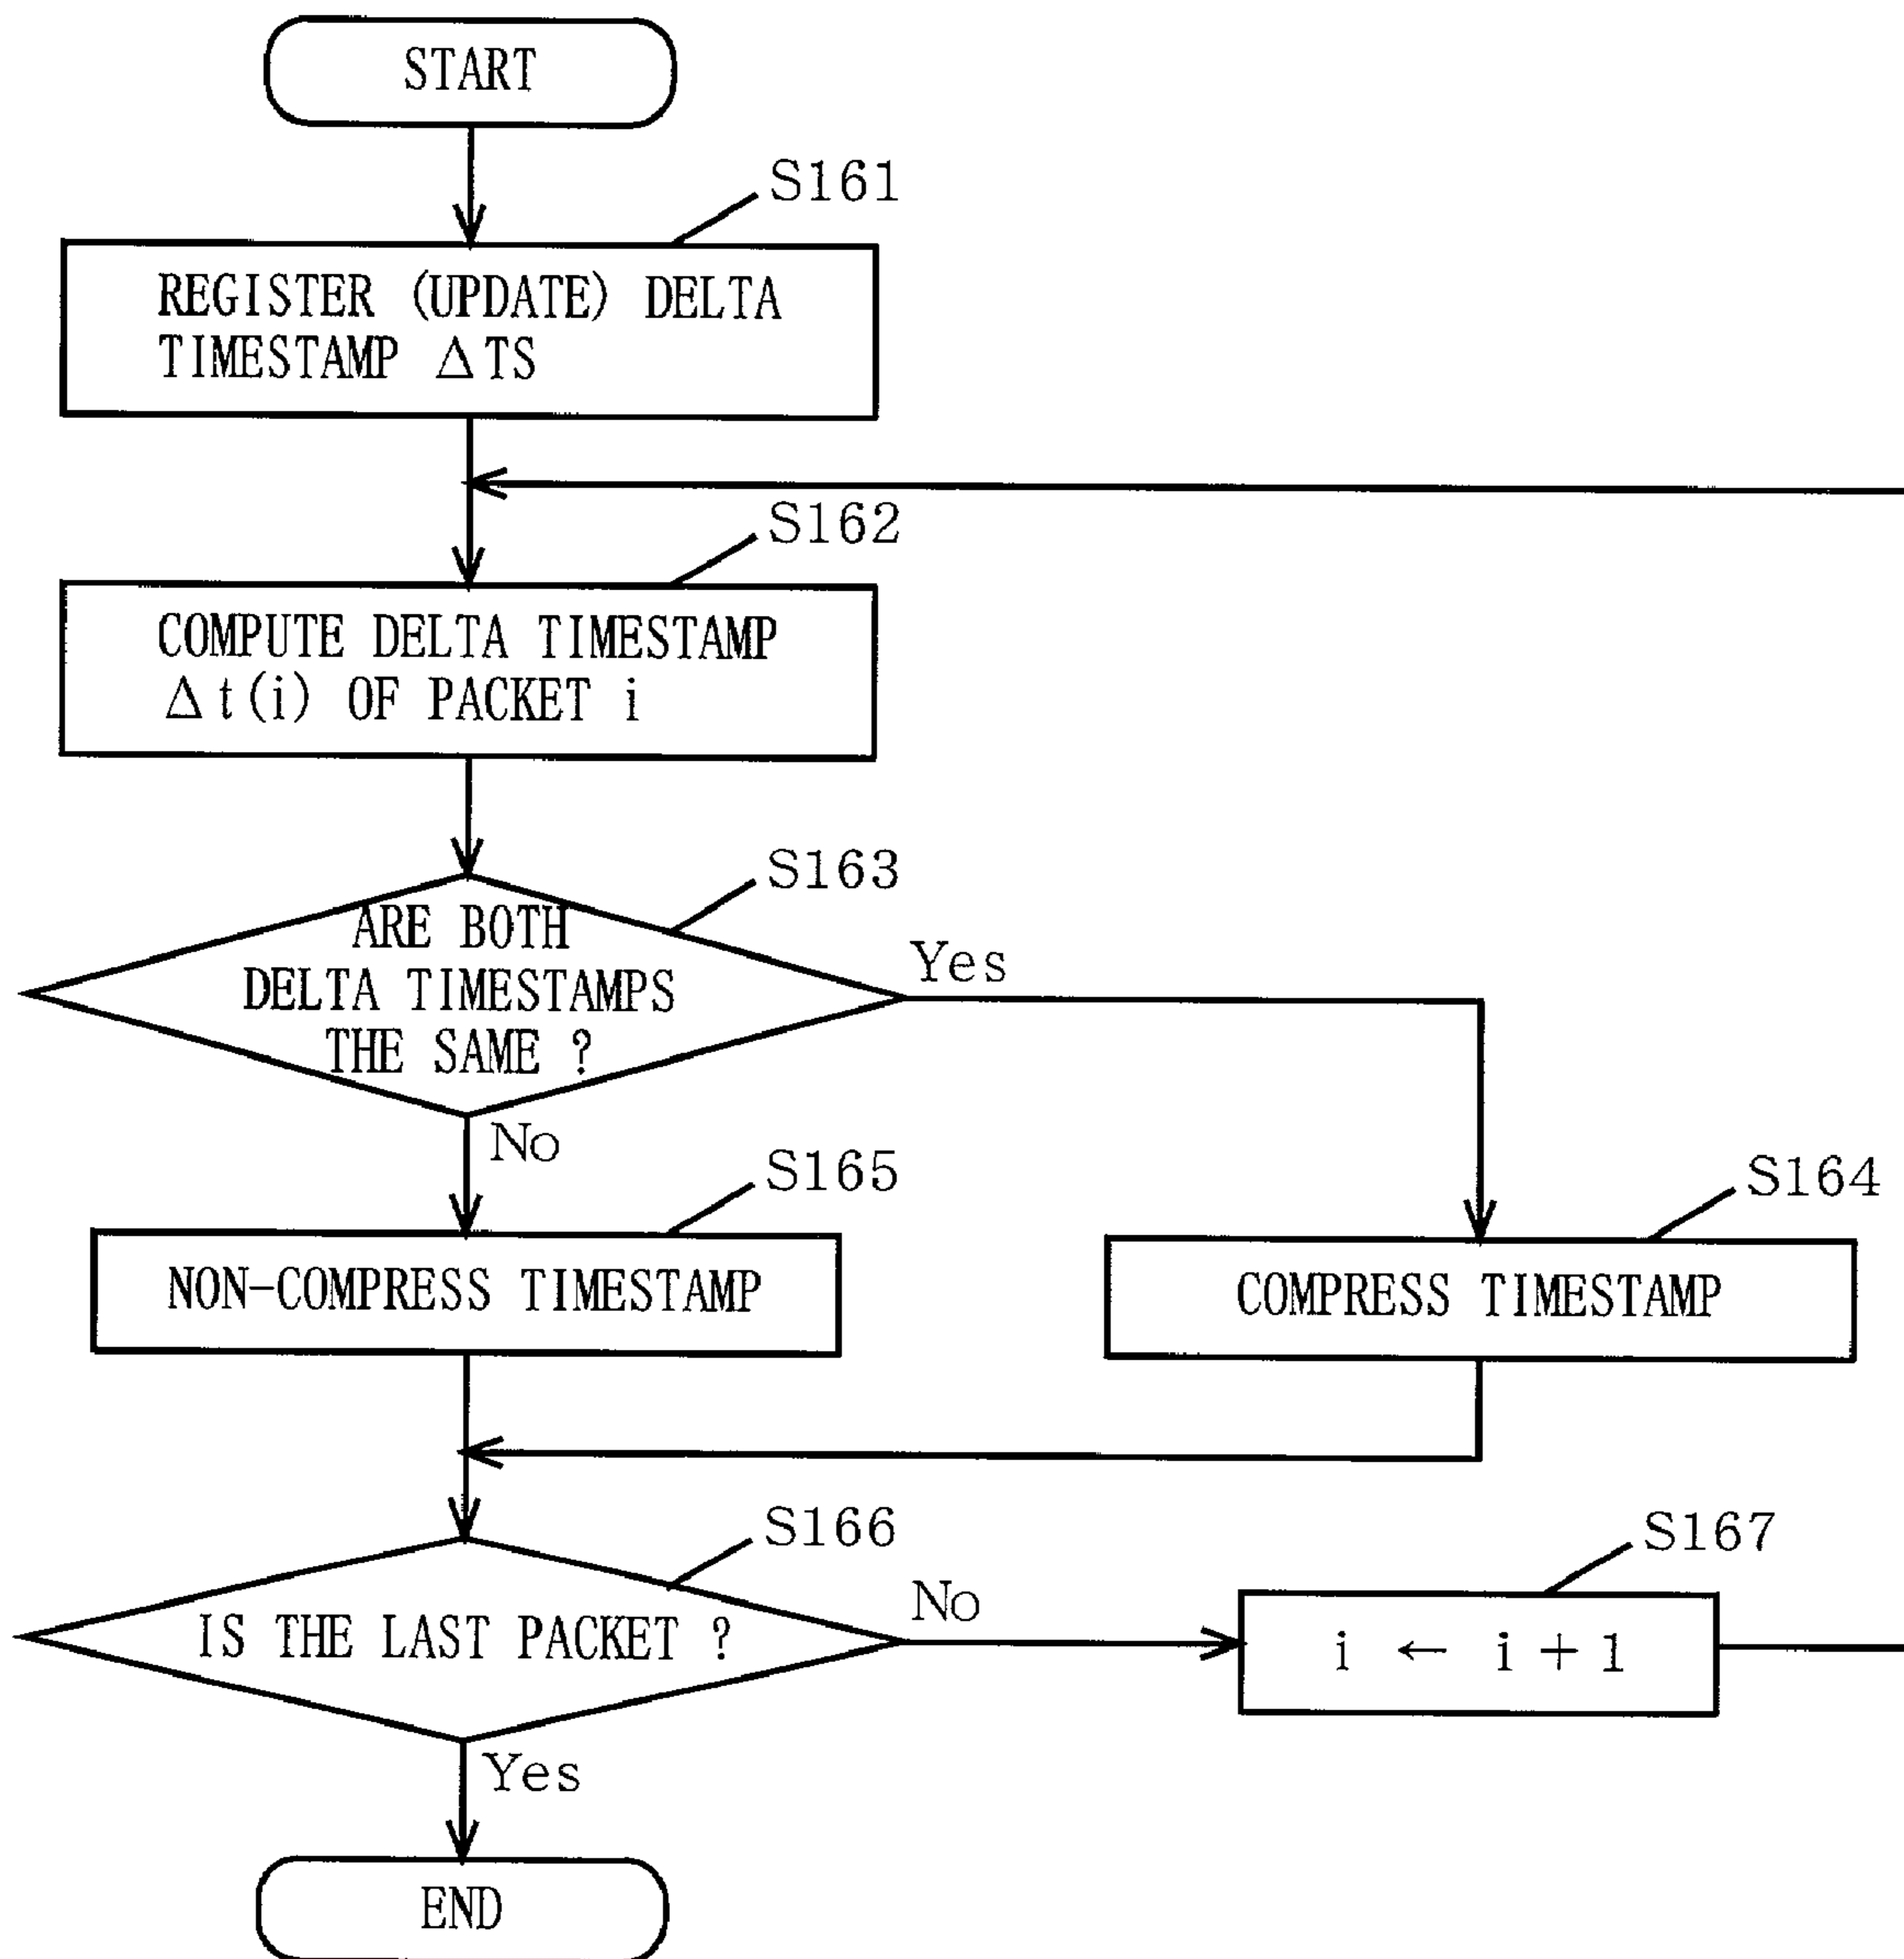 START
S161
REGISTER (UPDATE) DELTA
TIMESTAMP ΔTS
S162
COMPUTE DELTA TIMESTAMP
Δt(i) OF PACKET i
S163
ARE BOTH
DELTA TIMESTAMPS
THE SAME ?
Yes
No
S165
S164
NON-COMPRESS TIMESTAMP
COMPRESS TIMESTAMP
S166
S167
IS THE LAST PACKET ?
No
i ← i + 1
Yes
END